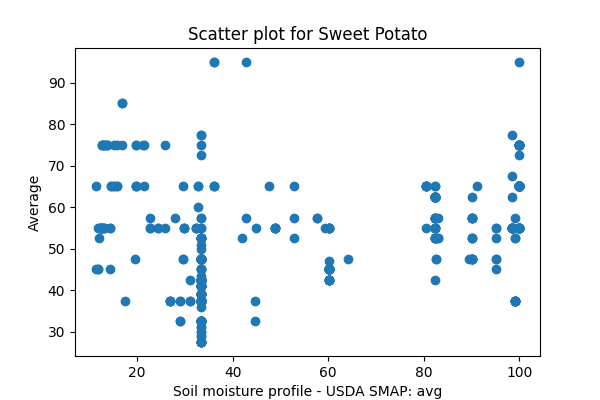 Scatter plot for Sweet Potato
90
80
70
60
50
40
30
Average
20 40 60 80 100
Soil moisture profile - USDA SMAP: avg